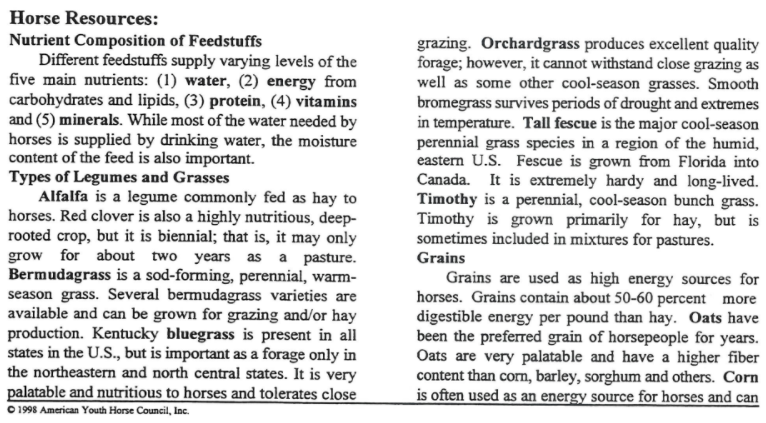 Horse Resources:
Nutrient Composition of Feedstuffs
Different feedstuffs supply varying levels of the
five main nutrients: (1) water, (2) energy from
carbohydrates and lipids, (3) protein, (4) vitamins
and (5) minerals. While most of the water needed by
horses is supplied by drinking water, the moisture
content of the feed is also important.
Types of Legumes and Grasses
Alfalfa is a legume commonly fed as hay to
horses. Red clover is also a highly nutritious, deep-
rooted crop, but it is biennial; that is, it may only
grow for about two years as a pasture.
Bermudagrass is a sod-forming, perennial, warm-
season grass. Several bermudagrass varieties are
available and can be grown for grazing and/or hay
production. Kentucky bluegrass is present in all
states in the U.S., but is important as a forage only in
the northeastern and north central states. It is very
palatable and nutritious to horses and tolerates close
© 1998 American Youth Horse Council, Inc.
grazing. Orchardgrass produces excellent quality
forage; however, it cannot withstand close grazing as
well as some other cool-season grasses. Smooth
bromegrass survives periods of drought and extremes
in temperature. Tall fescue is the major cool-season
perennial grass species in a region of the humid,
eastern U.S. Fescue is grown from Florida into
Canada. It is extremely hardy and long-lived.
Timothy is a perennial, cool-season bunch grass.
Timothy is grown primarily for hay, but is
sometimes included in mixtures for pastures.
Grains
Grains are used as high energy sources for
horses. Grains contain about 50-60 percent more
digestible energy per pound than hay. Oats have
been the preferred grain of horsepeople for years.
Oats are very palatable and have a higher fiber
content than corn, barley, sorghum and others. Corn
is often used as an energy source for horses and can